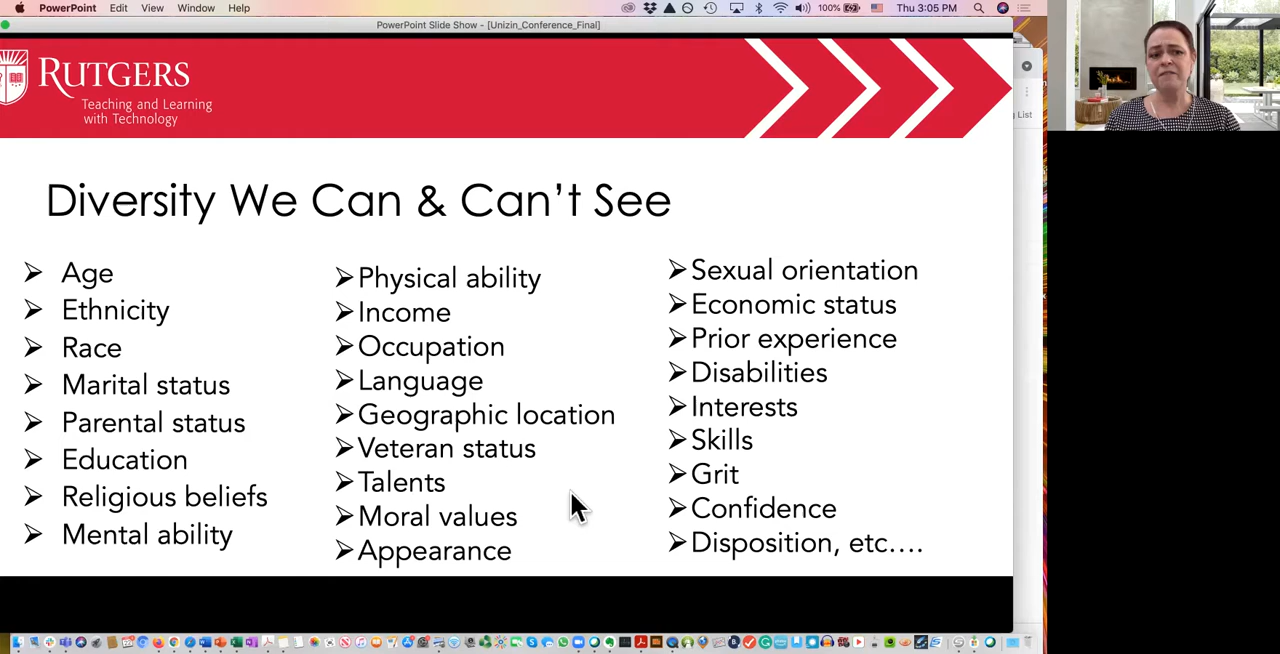 PowerPoint Edit View Window Help
100% Thu 3:05 PM
PowerPoint Slide Show - [Unizin_Conference_Final]
RUTGERS
Teaching and Learning
with Technology
List
Diversity We Can & Can't See
Age
Ethnicity
Race
Marital status
Parental status
Education
Religious beliefs
Mental ability
Physical ability
Income
Occupation
Language
Geographic location
Veteran status
Talents
Moral values
Appearance
Sexual orientation
Economic status
Prior experience
Disabilities
Interests
Skills
Grit
Confidence
Disposition, etc....